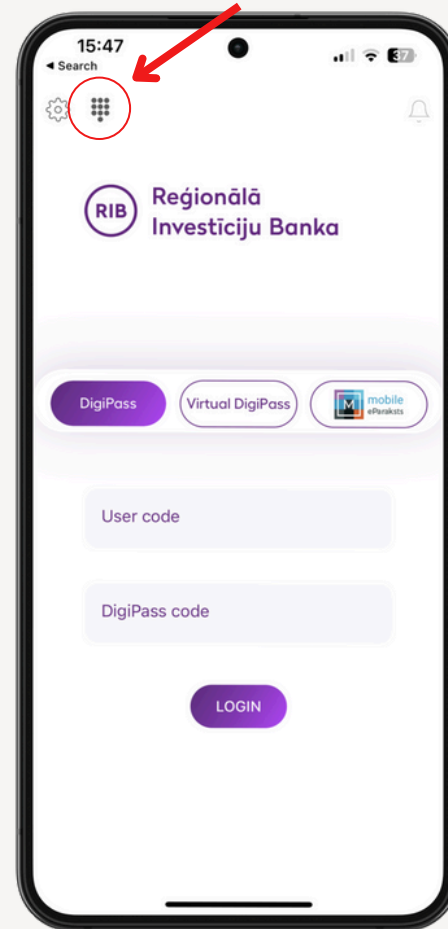 15:47
◀ Search
37
RIB
Reģionālā
Investīciju Banka
DigiPass
Virtual DigiPass
M
mobile
eParaksts
User code
DigiPass code
LOGIN